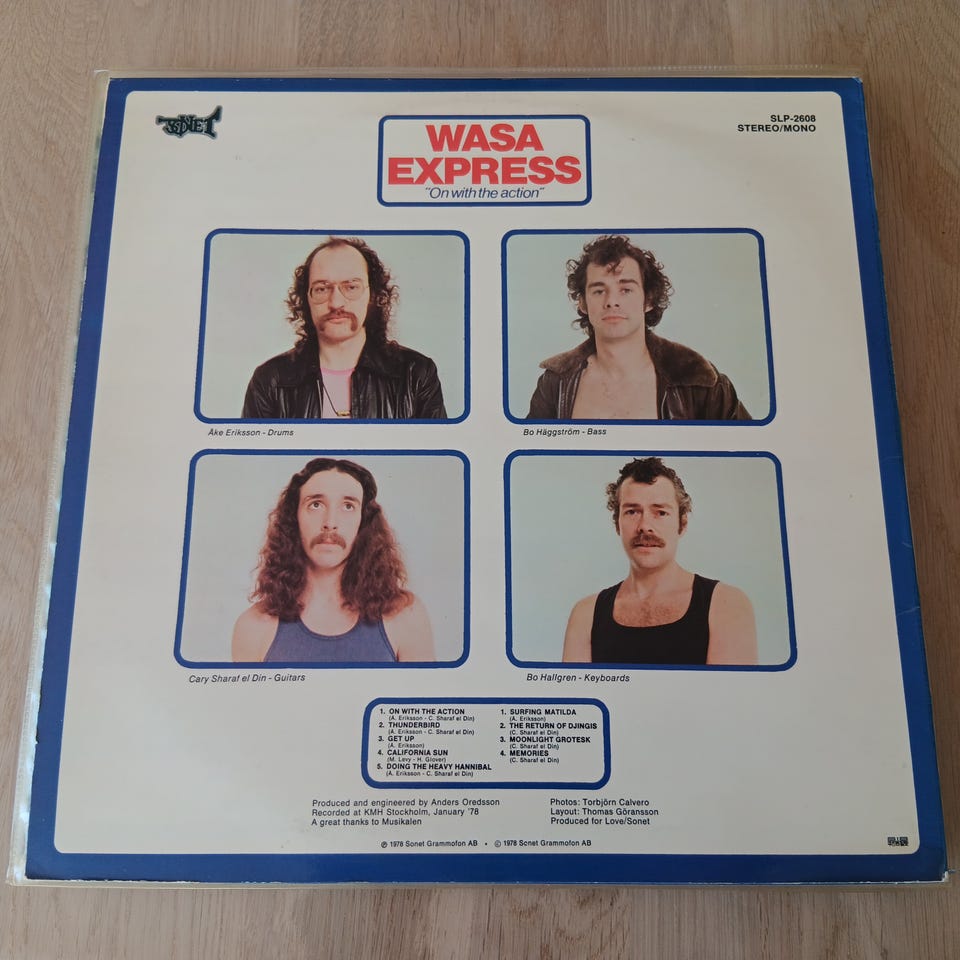 SONET
SLP-2608
STEREO/MONO
WASA
EXPRESS
"On with the action"
Åke Eriksson - Drums
Bo Häggström - Bass
Cary Sharaf el Din - Guitars
Bo Hallgren - Keyboards
1. ON WITH THE ACTION
(Å. Eriksson - C. Sharaf el Din)
2. THUNDERBIRD
(Å. Eriksson - C. Sharaf el Din)
3. GET UP
(Å. Eriksson)
4. CALIFORNIA SUN
(M. Levy - H. Glover)
5. DOING THE HEAVY HANNIBAL
(Å. Eriksson - C. Sharaf el Din)
1. SURFING MATILDA
(Å. Eriksson)
2. THE RETURN OF DJINGIS
(C. Sharaf el Din)
3. MOONLIGHT GROTESK
(C. Sharaf el Din)
4. MEMORIES
(C. Sharaf el Din)
Produced and engineered by Anders Oredsson
Recorded at KMH Stockholm, January '78
A great thanks to Musikalen
Photos: Torbjörn Calvero
Layout: Thomas Göransson
Produced for Love/Sonet
℗ 1978 Sonet Grammofon AB • © 1978 Sonet Grammofon AB